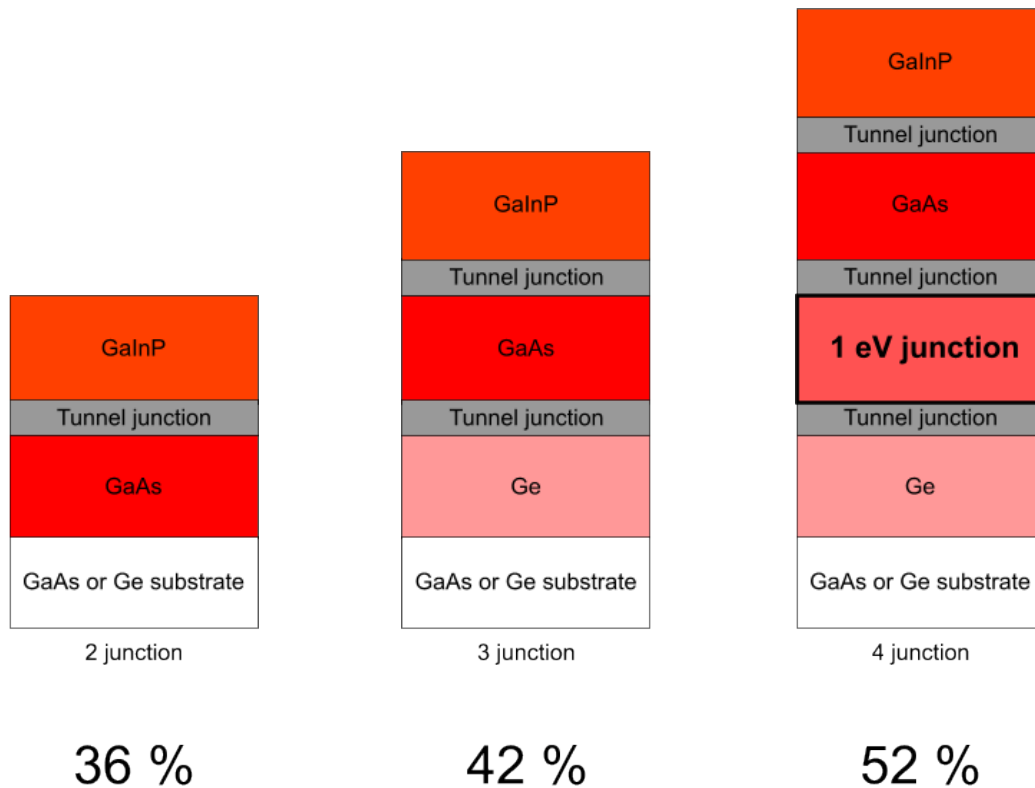 GaInP
Tunnel junction
GaAs
GaAs or Ge substrate
2 junction
36 %
GaInP
Tunnel junction
GaAs
Tunnel junction
Ge
GaAs or Ge substrate
3 junction
42 %
GaInP
Tunnel junction
GaAs
Tunnel junction
1 eV junction
Tunnel junction
Ge
GaAs or Ge substrate
4 junction
52 %